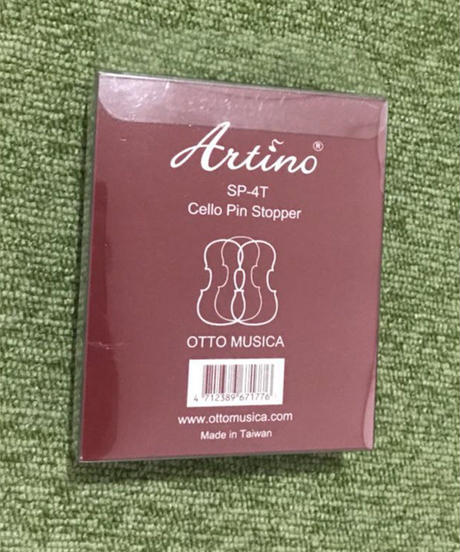 Artino®
SP-4T
Cello Pin Stopper
OTTO MUSICA
4 712389 671776
www.ottomusica.com
Made in Taiwan